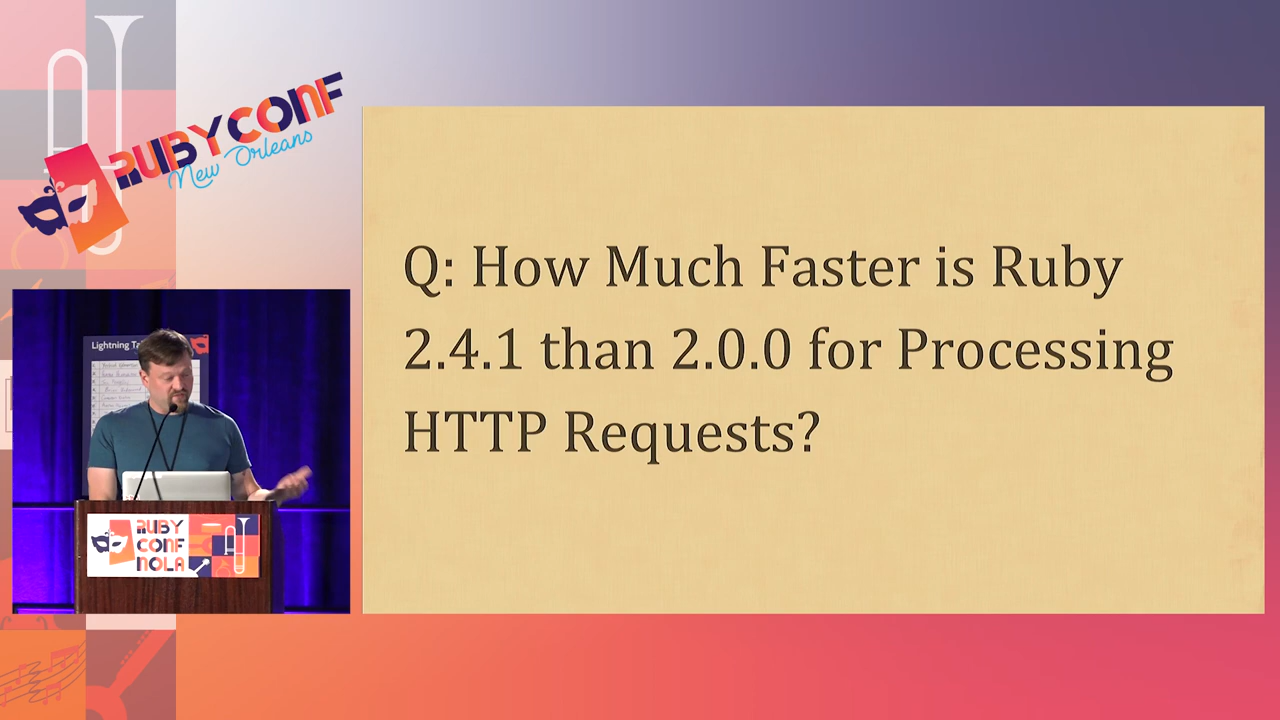 RUBYCONF
New Orleans
Q: How Much Faster is Ruby
2.4.1 than 2.0.0 for Processing
HTTP Requests?
Lightning
RUBY
CONF
NOLA